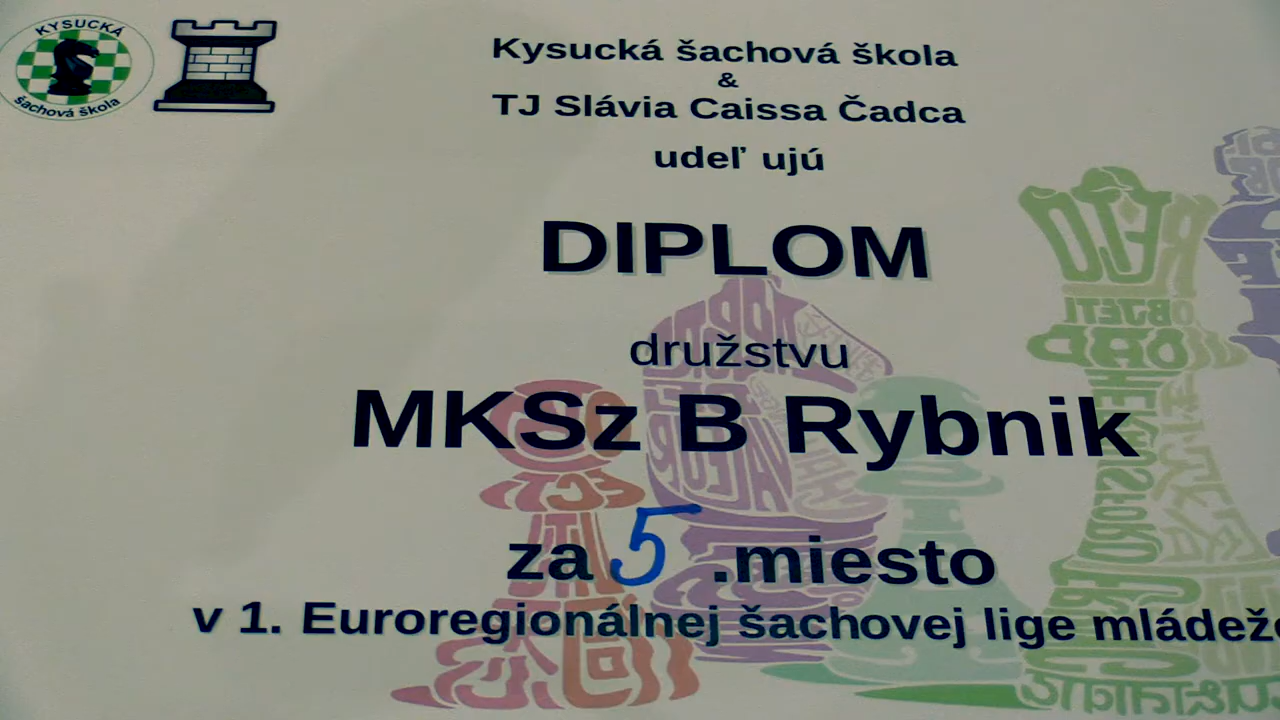 KYSUCKÁ
šachová škola
Kysucká šachová škola
&
TJ Slávia Caissa Čadca
udeľ ujú
DIPLOM
družstvu
MKSz B Rybnik
za 5 .miesto
v 1. Euroregionálnej šachovej lige